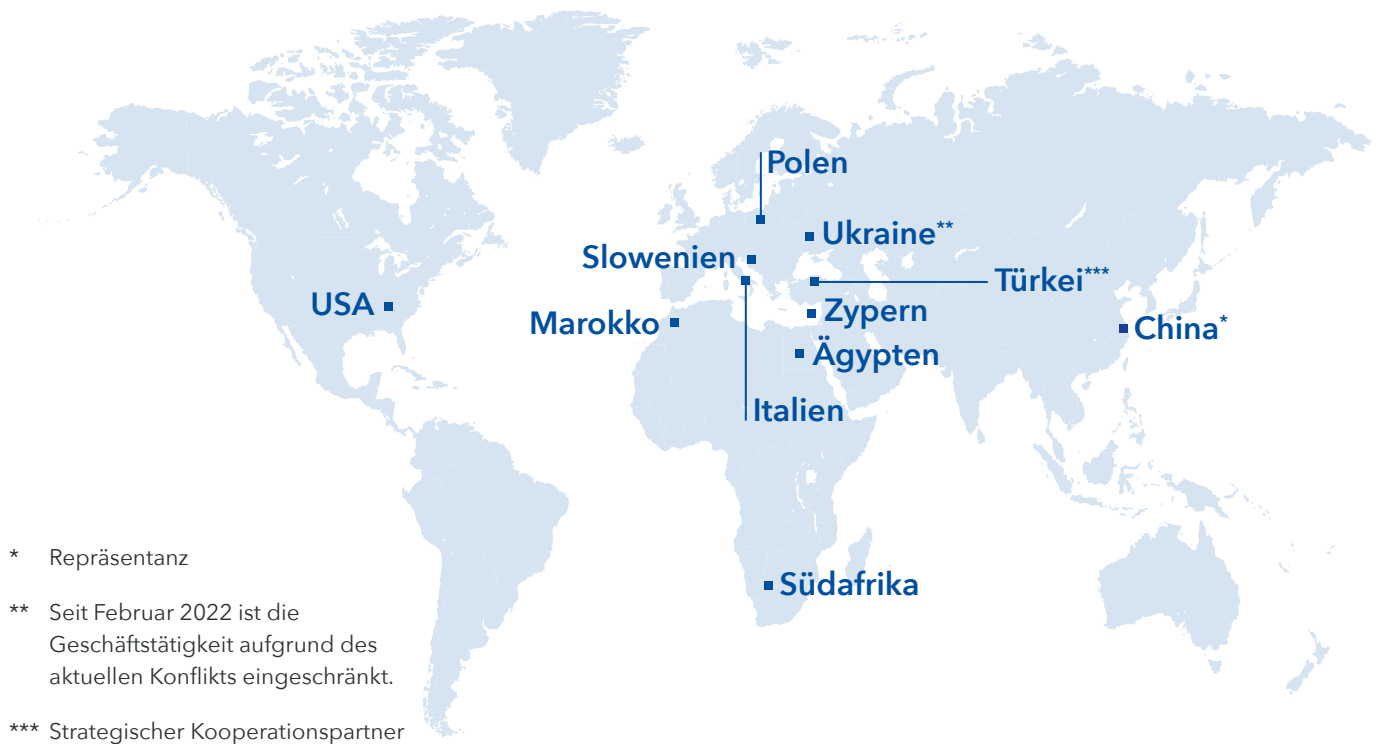 Polen
Ukraine**
Slowenien
Türkei***
USA
Zypern
Marokko
China*
Ägypten
Italien
Südafrika
* Repräsentanz
** Seit Februar 2022 ist die
Geschäftstätigkeit aufgrund des
aktuellen Konflikts eingeschränkt.
*** Strategischer Kooperationspartner